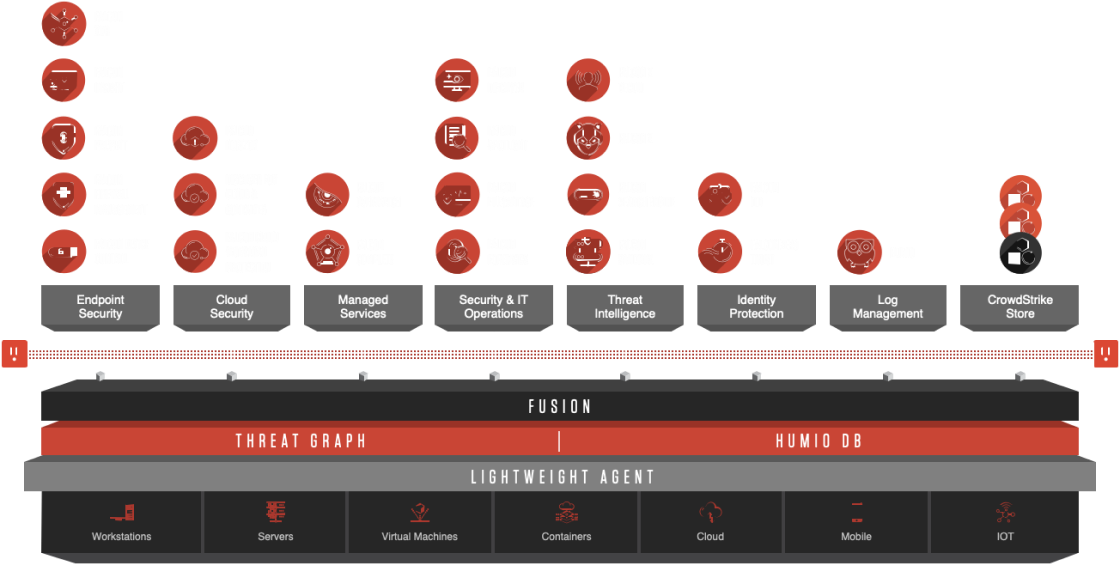 Endpoint
Security
Cloud
Security
Managed
Services
Security & IT
Operations
Threat
Intelligence
Identity
Protection
Log
Management
CrowdStrike
Store
FUSION
THREAT GRAPH
HUMIO DB
LIGHTWEIGHT AGENT
Workstations
Servers
Virtual Machines
Containers
Cloud
Mobile
IOT